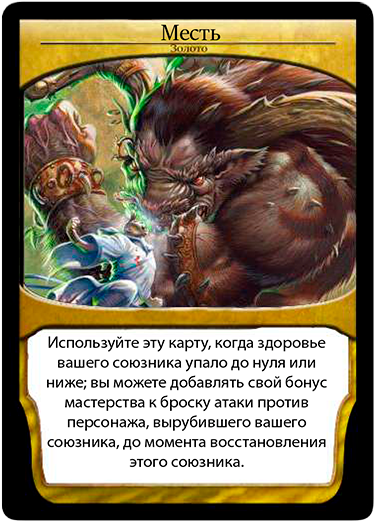 Месть
Золото
Используйте эту карту, когда здоровье
вашего союзника упало до нуля или
ниже; вы можете добавлять свой бонус
мастерства к броску атаки против
персонажа, вырубившего вашего
союзника, до момента восстановления
этого союзника.